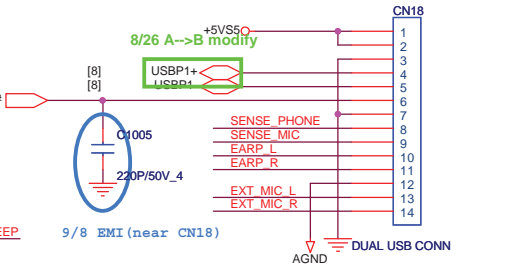 CN18
+5VS5
8/26 A-->B modify
1
2
3
[8] USBP1+ 4
[8] USBP1- 5
6
7
SENSE_PHONE 8
C1005
SENSE_MIC 9
EARP_L 10
EARP_R 11
220P/50V_4
12
EXT_MIC_L 13
EXT_MIC_R 14
EEP
9/8 EMI(near CN18)
DUAL USB CONN
AGND